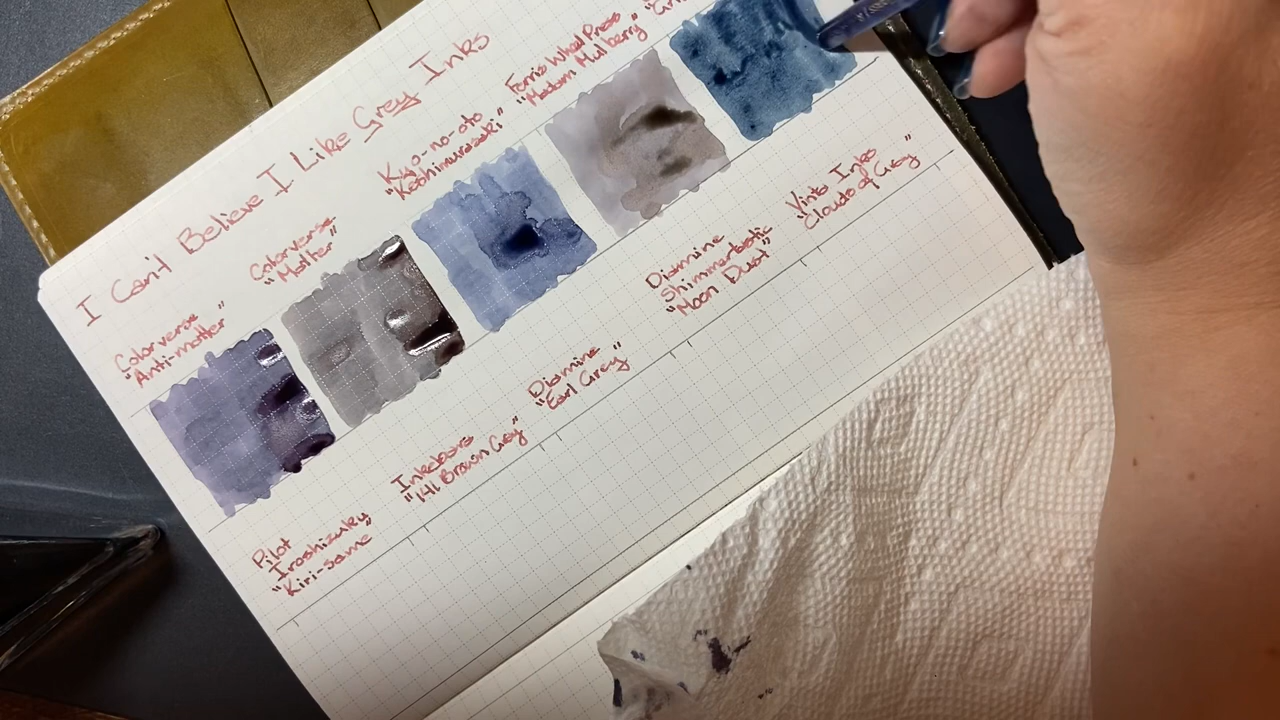 I Can't Believe I Like Grey Inks
Colorverse
"Anti-matter"
Colorverse
"Matter"
Kyo-no-oto
"Keshimurasaki"
Ferris Wheel Press
"Madam Mulberry"
Pilot
Iroshizuku
"Kiri-same"
Inkebara
"141 Brown Grey"
Diamine
"Earl Grey"
Diamine
Shimmertastic
"Moon Dust"
Vinta Inks
"Clouds of Grey"